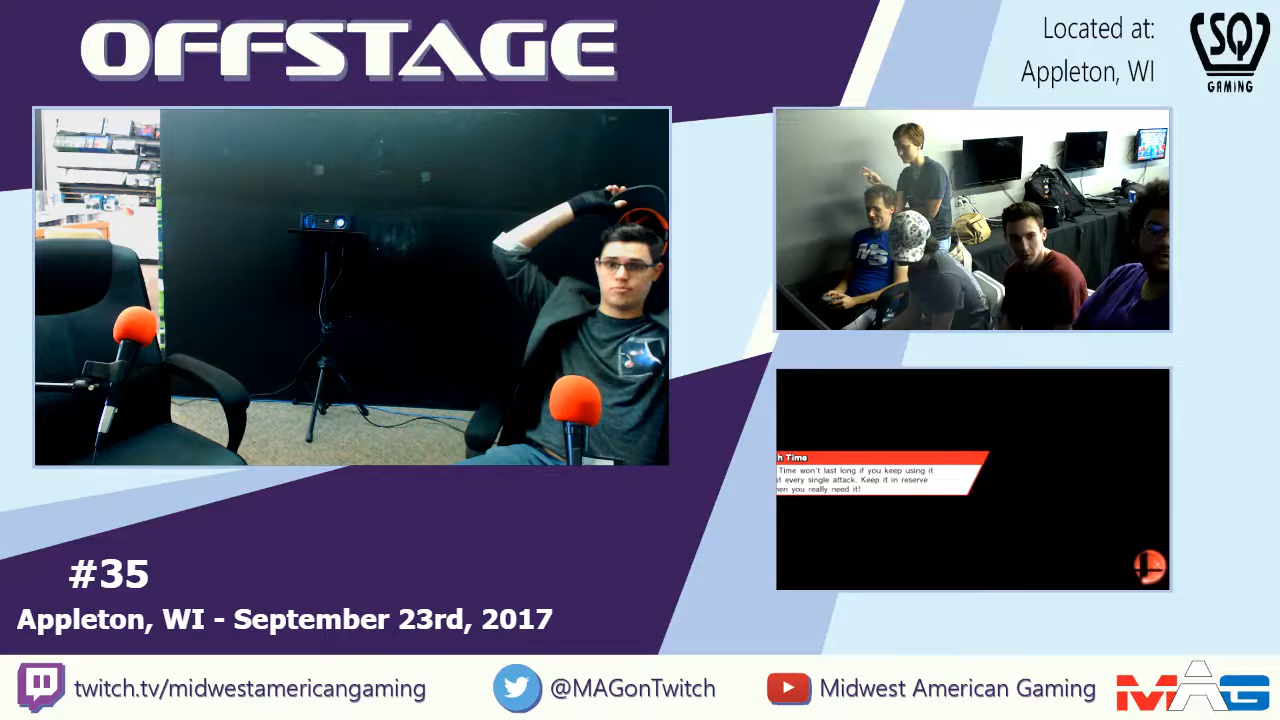 OFFSTAGE
Located at:
Appleton, WI
SQ
GAMING
MS
h Time
Time won't last long if you keep using it
t every single attack. Keep it in reserve
en you really need it!
#35
Appleton, WI - September 23rd, 2017
twitch.tv/midwestamericangaming
@MAGonTwitch
Midwest American Gaming
MAG